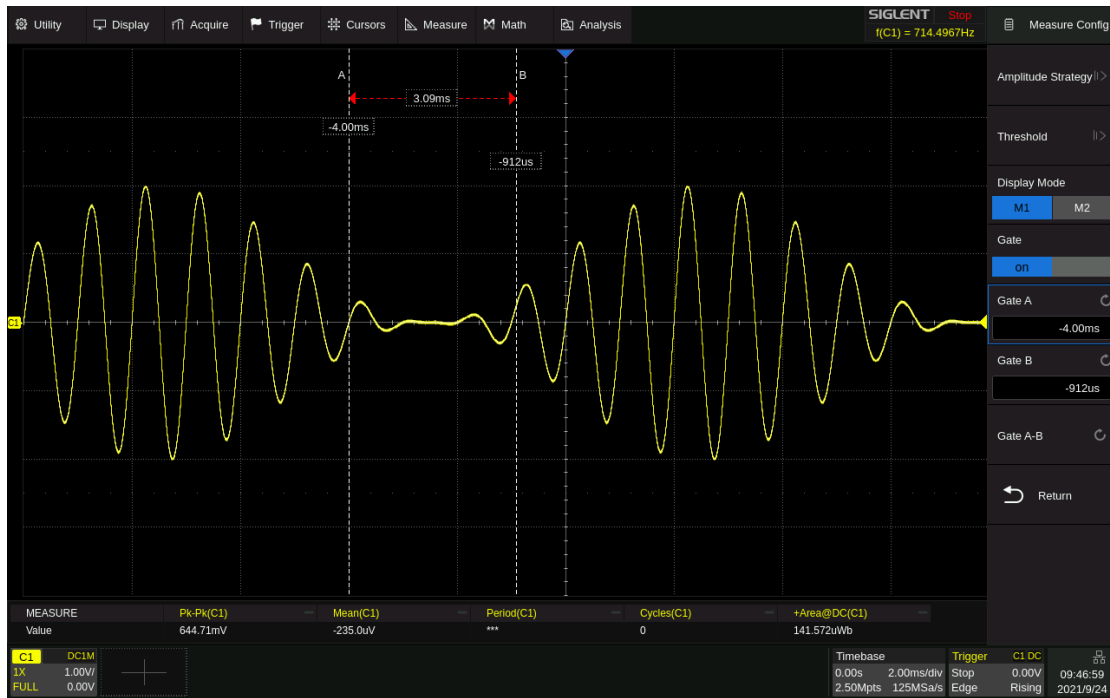 Utility Display Acquire Trigger Cursors Measure Math Analysis SIGLENT Stop Measure Config
f(C1) = 714.4967Hz
A B
3.09ms
-4.00ms
-912us
C1
Amplitude Strategy
Threshold
Display Mode
M1 M2
Gate
on
Gate A
-4.00ms
Gate B
-912us
Gate A-B
Return
MEASURE Pk-Pk(C1) Mean(C1) Period(C1) Cycles(C1) +Area@DC(C1)
Value 644.71mV -235.0uV *** 0 141.572uWb
C1 DC1M Timebase Trigger C1 DC
1X 1.00V/ 0.00s 2.00ms/div Stop 0.00V 09:46:59
FULL 0.00V 2.50Mpts 125MSa/s Edge Rising 2021/9/24